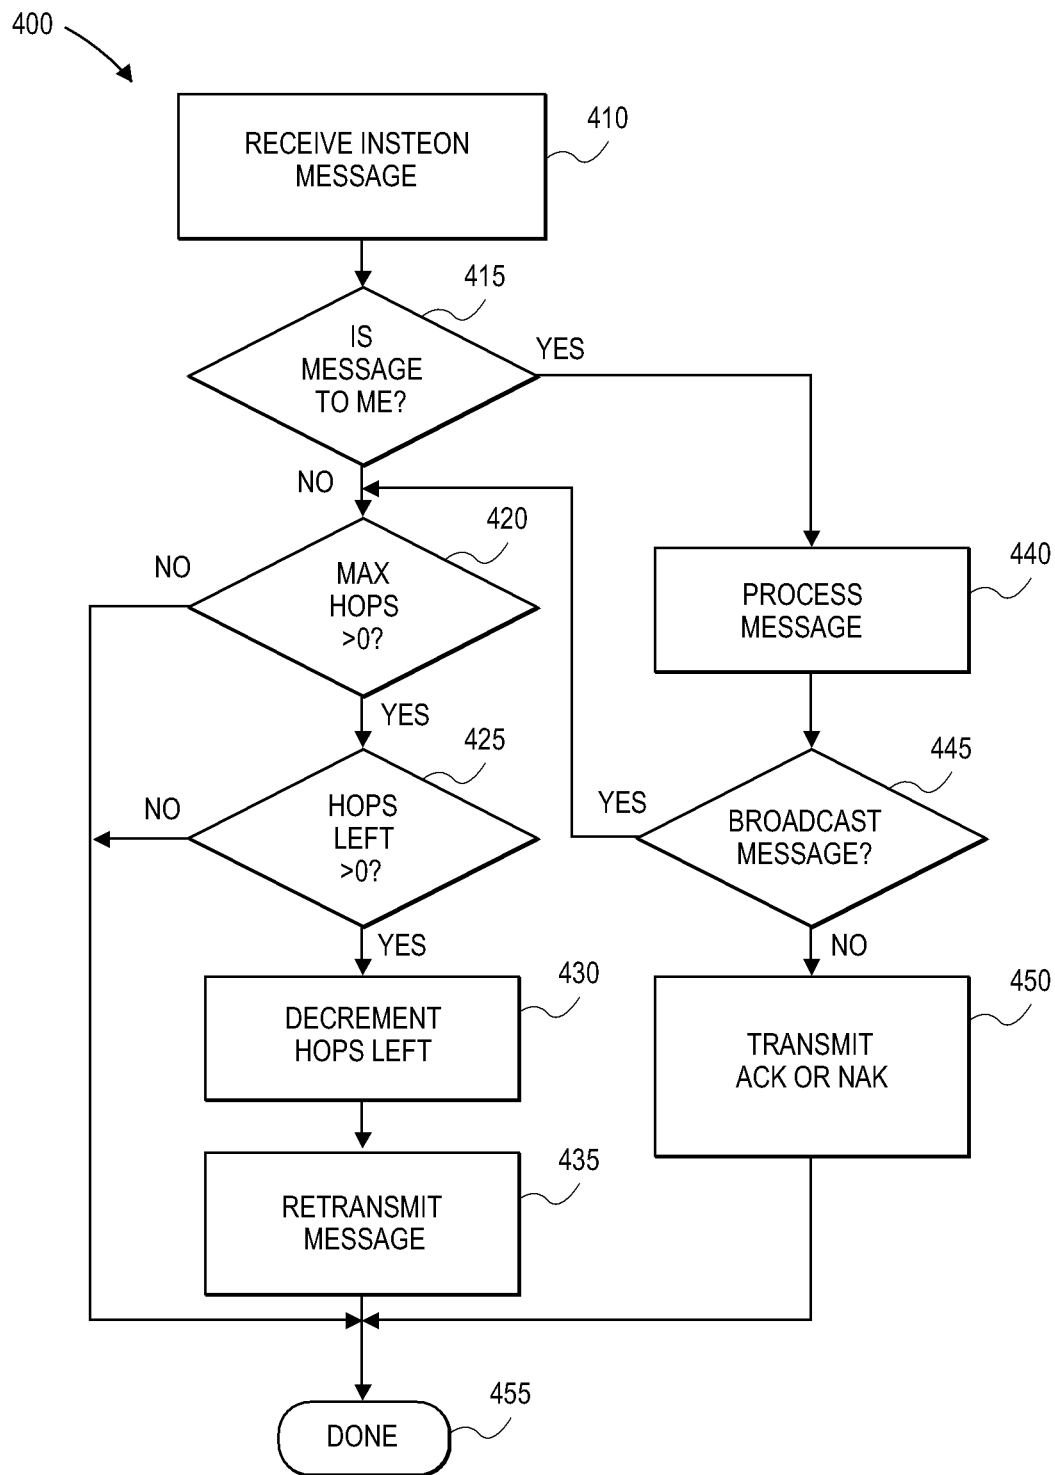 400
RECEIVE INSTEON
MESSAGE
410
IS
MESSAGE
TO ME?
415
YES
NO
MAX
HOPS
>0?
420
NO
YES
PROCESS
MESSAGE
440
HOPS
LEFT
>0?
425
NO
YES
BROADCAST
MESSAGE?
445
YES
NO
DECREMENT
HOPS LEFT
430
TRANSMIT
ACK OR NAK
450
RETRANSMIT
MESSAGE
435
DONE
455